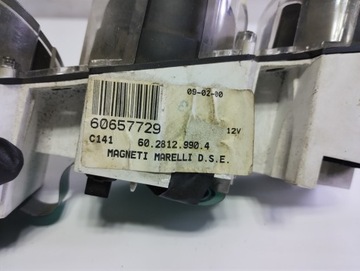 09-02-00
60657729
12V
C141 60.2812.990.4
MAGNETI MARELLI D.S.E.